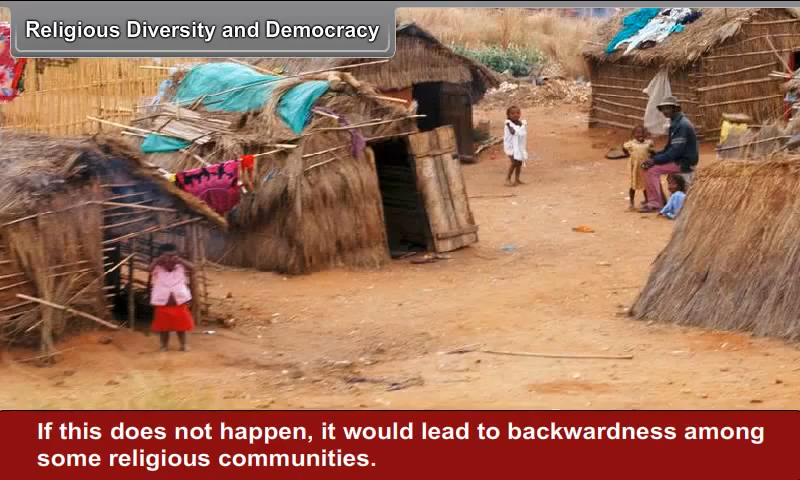 Religious Diversity and Democracy
If this does not happen, it would lead to backwardness among
some religious communities.